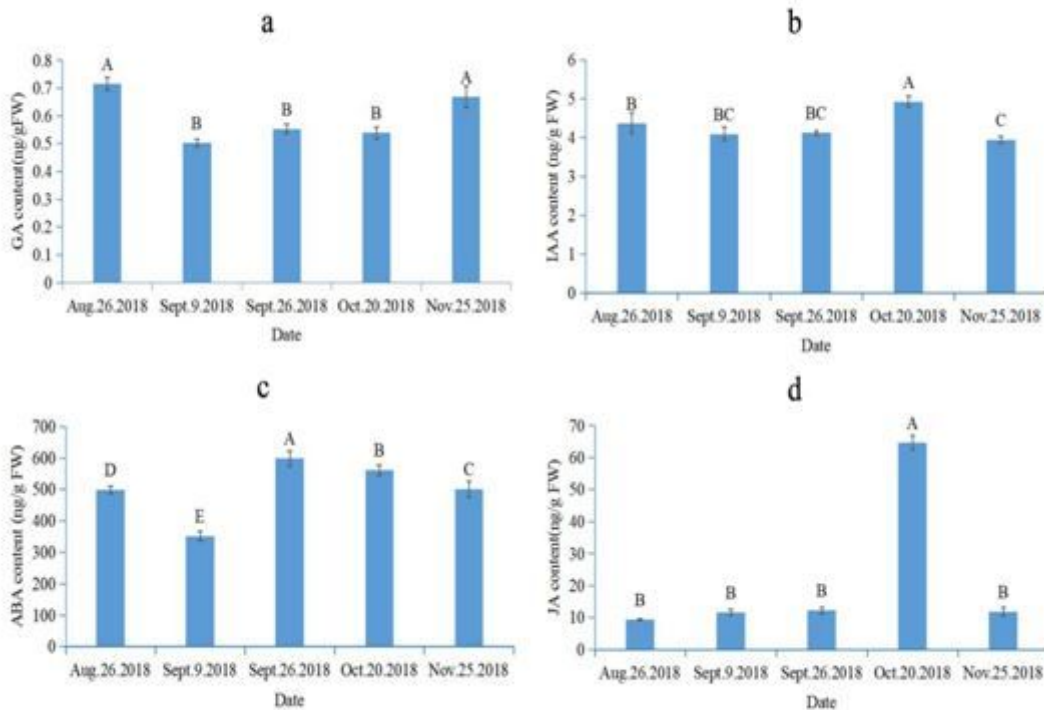 a
GA content(ng/gFW)
0.8
0.7
0.6
0.5
0.4
0.3
0.2
0.1
0
A
B
B
B
A
Aug.26.2018 Sept.9.2018 Sept.26.2018 Oct.20.2018 Nov.25.2018
Date
b
IAA content (ng/g FW)
6
5
4
3
2
1
0
B
BC
BC
A
C
Aug.26.2018 Sept.9.2018 Sept.26.2018 Oct.20.2018 Nov.25.2018
Date
c
ABA content (ng/g FW)
700
600
500
400
300
200
100
0
D
E
A
B
C
Aug.26.2018 Sept.9.2018 Sept.26.2018 Oct.20.2018 Nov.25.2018
Date
d
JA content(ng/g FW)
70
60
50
40
30
20
10
0
B
B
B
A
B
Aug.26.2018 Sept.9.2018 Sept.26.2018 Oct.20.2018 Nov.25.2018
Date